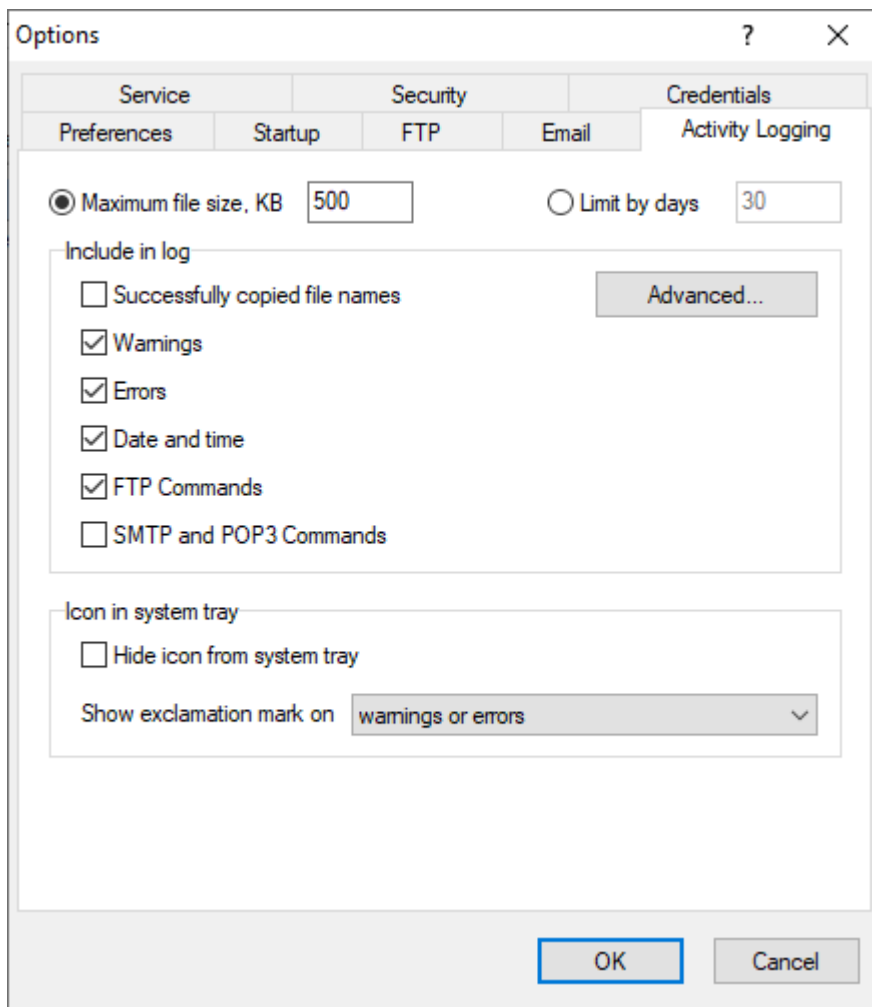 Options ?
Service Security Credentials
Preferences Startup FTP Email Activity Logging
Maximum file size, KB 500 Limit by days 30
Include in log
Successfully copied file names Advanced...
Warnings
Errors
Date and time
FTP Commands
SMTP and POP3 Commands
Icon in system tray
Hide icon from system tray
Show exclamation mark on warnings or errors
OK Cancel